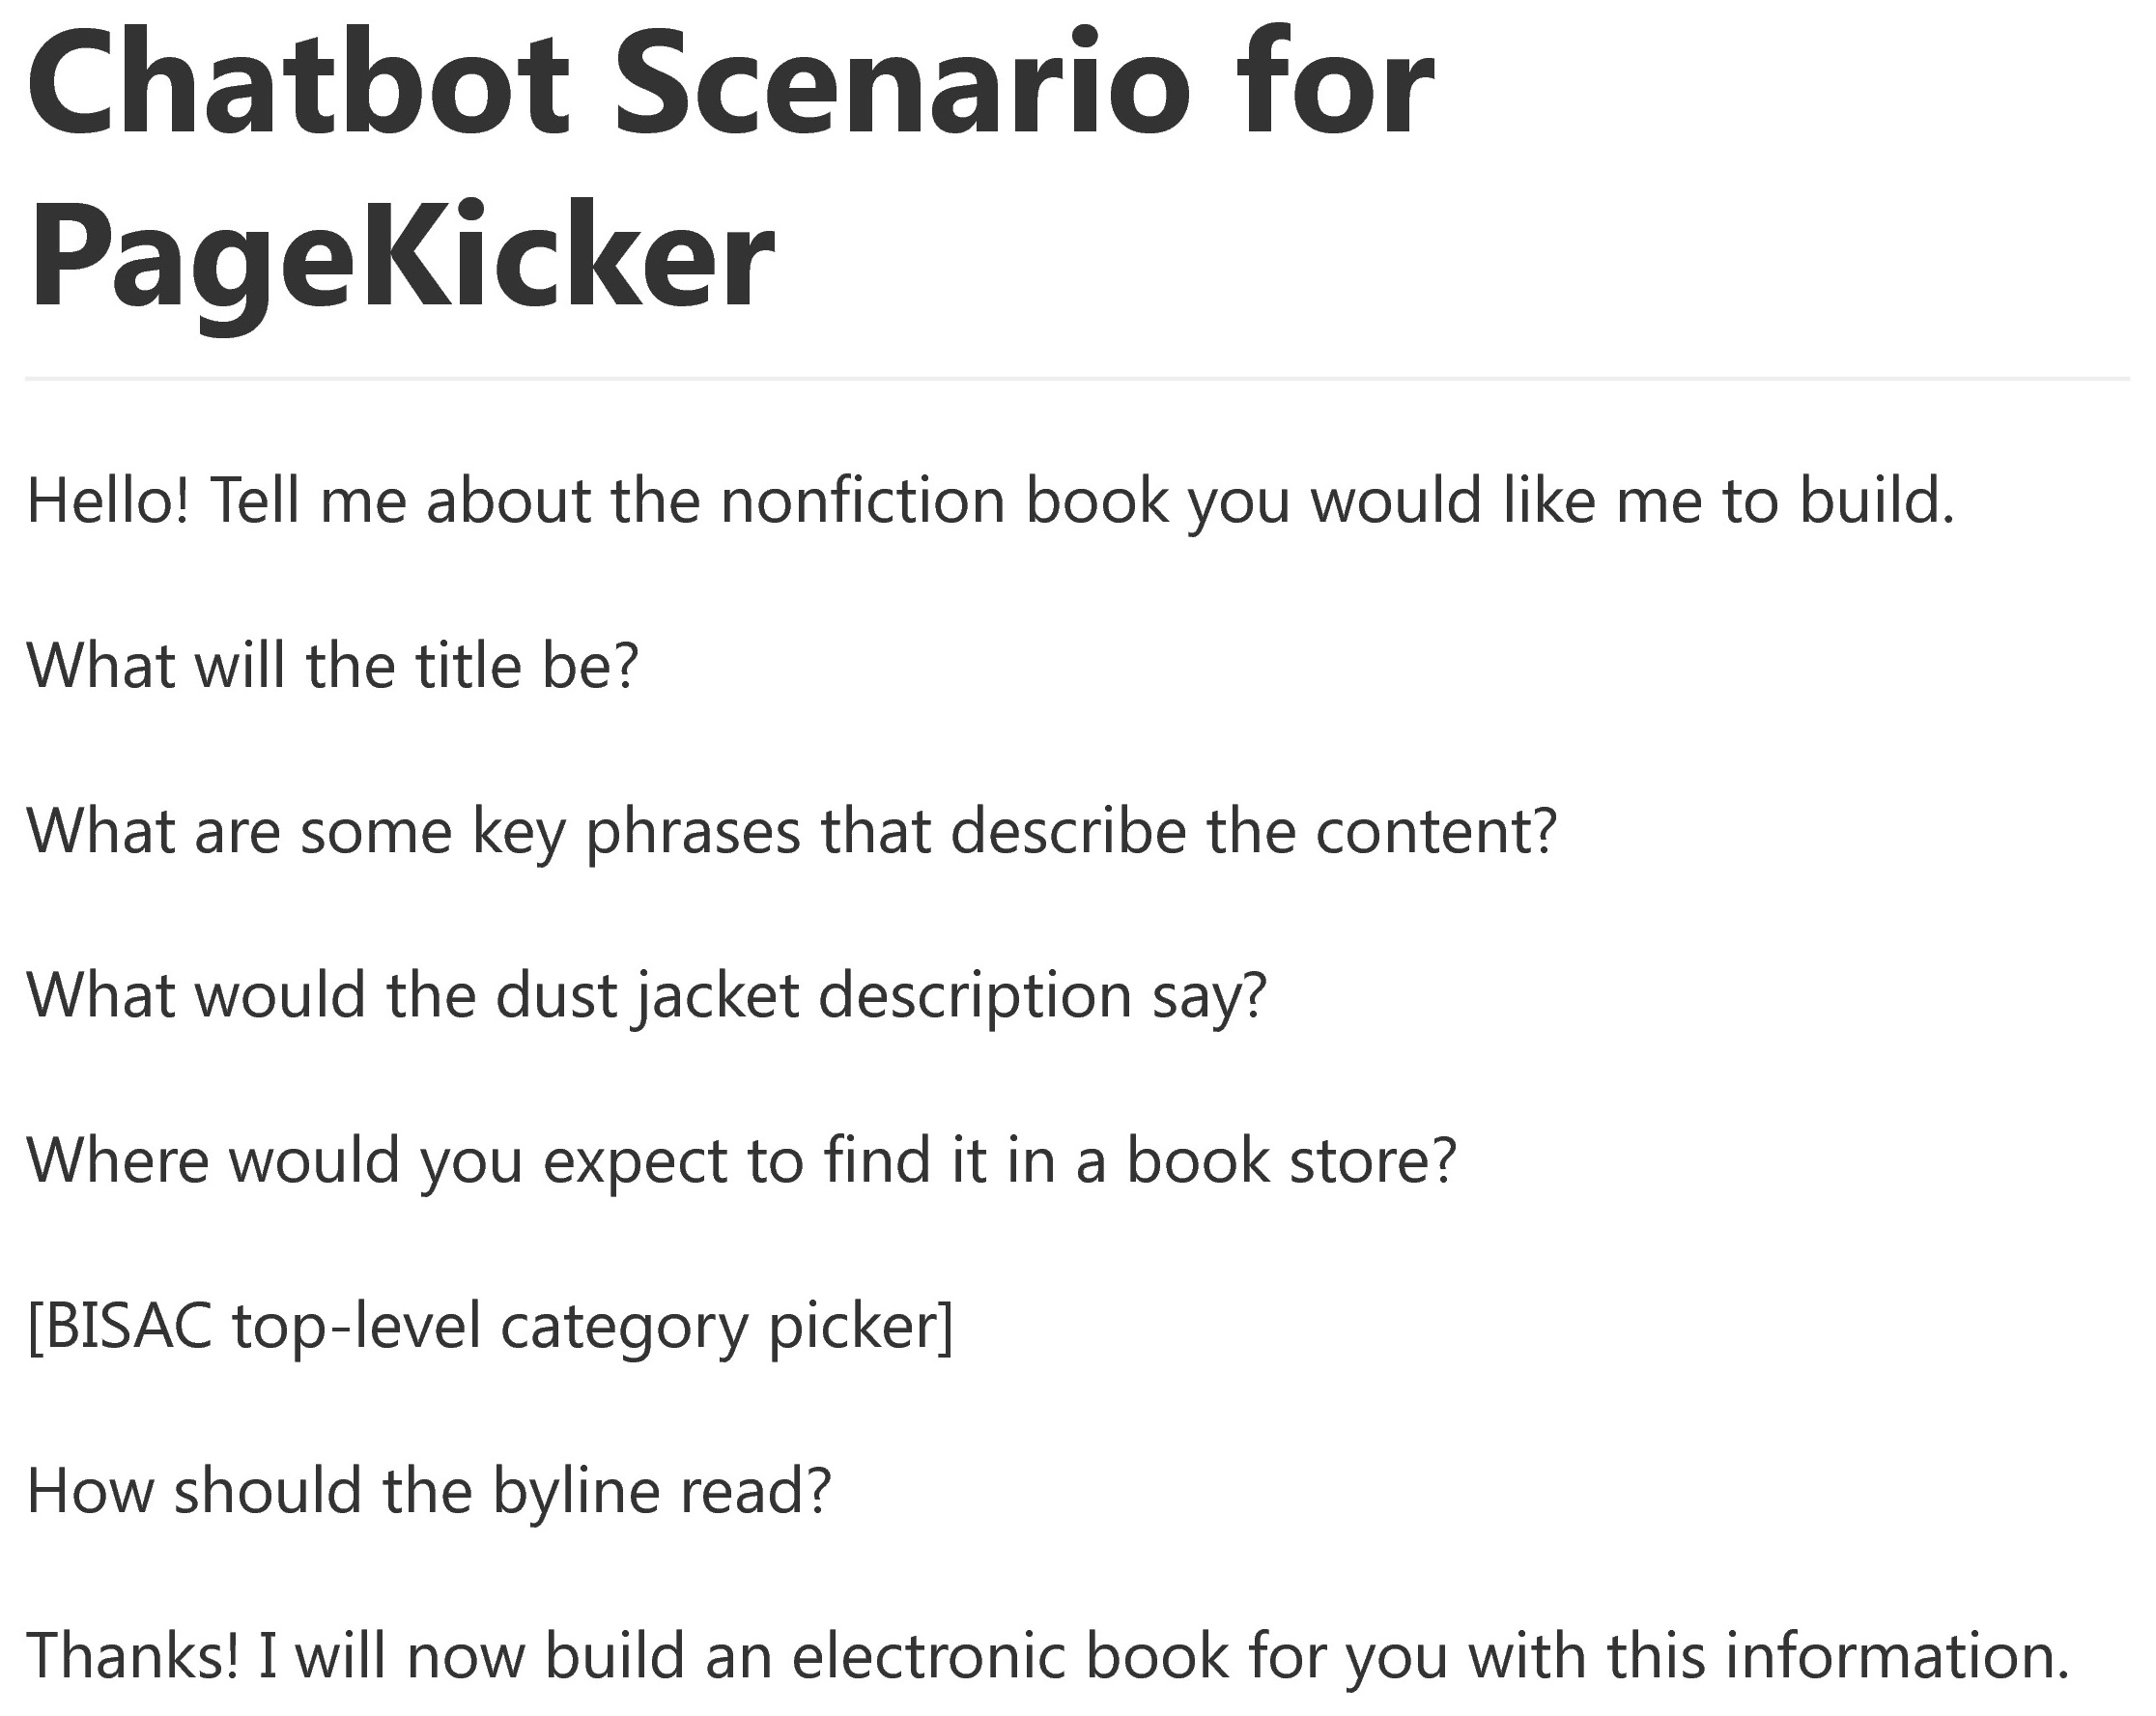 Chatbot Scenario for
PageKicker
Hello! Tell me about the nonfiction book you would like me to build.
What will the title be?
What are some key phrases that describe the content?
What would the dust jacket description say?
Where would you expect to find it in a book store?
[BISAC top-level category picker]
How should the byline read?
Thanks! I will now build an electronic book for you with this information.